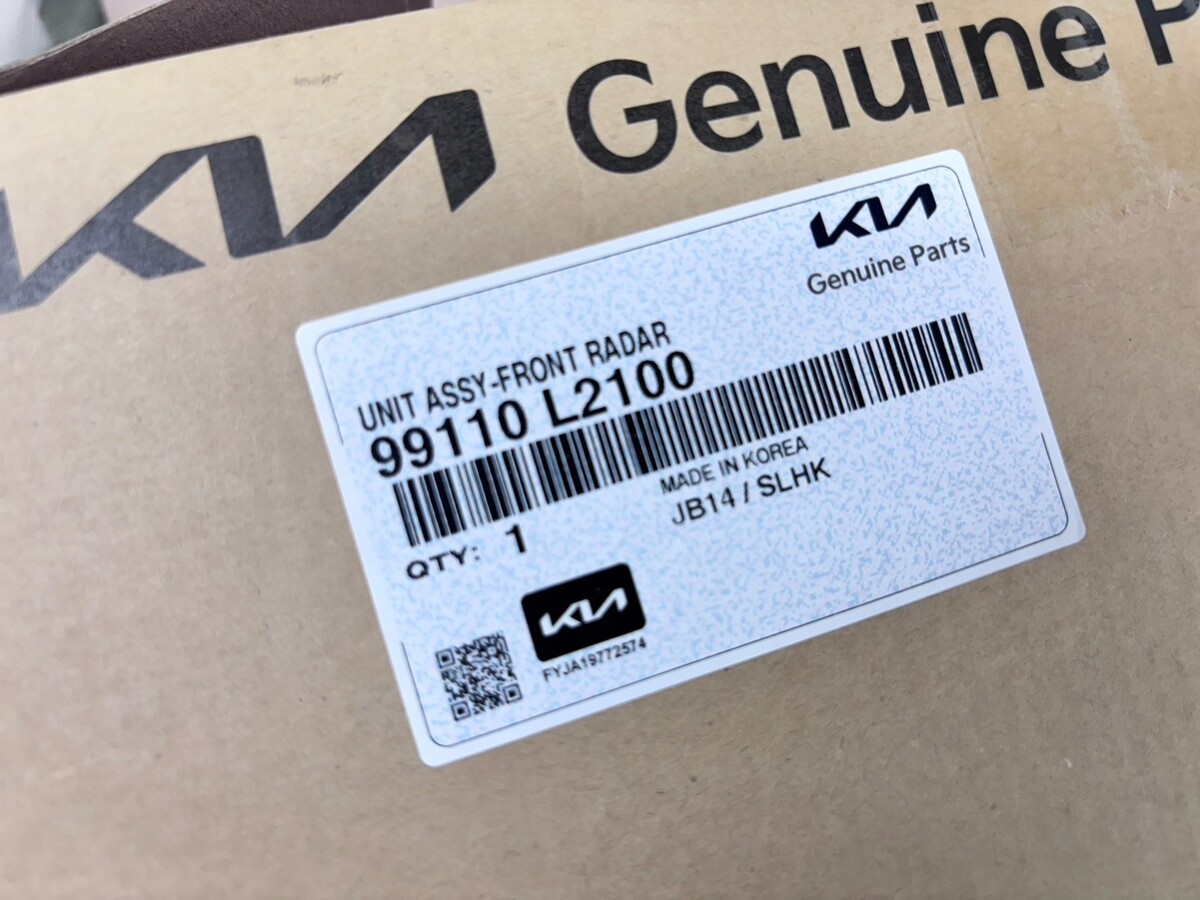 KIA Genuine P
KIA
Genuine Parts
UNIT ASSY-FRONT RADAR
99110 L2100
MADE IN KOREA
JB14 / SLHK
QTY: 1
KIA
FYJA19772574